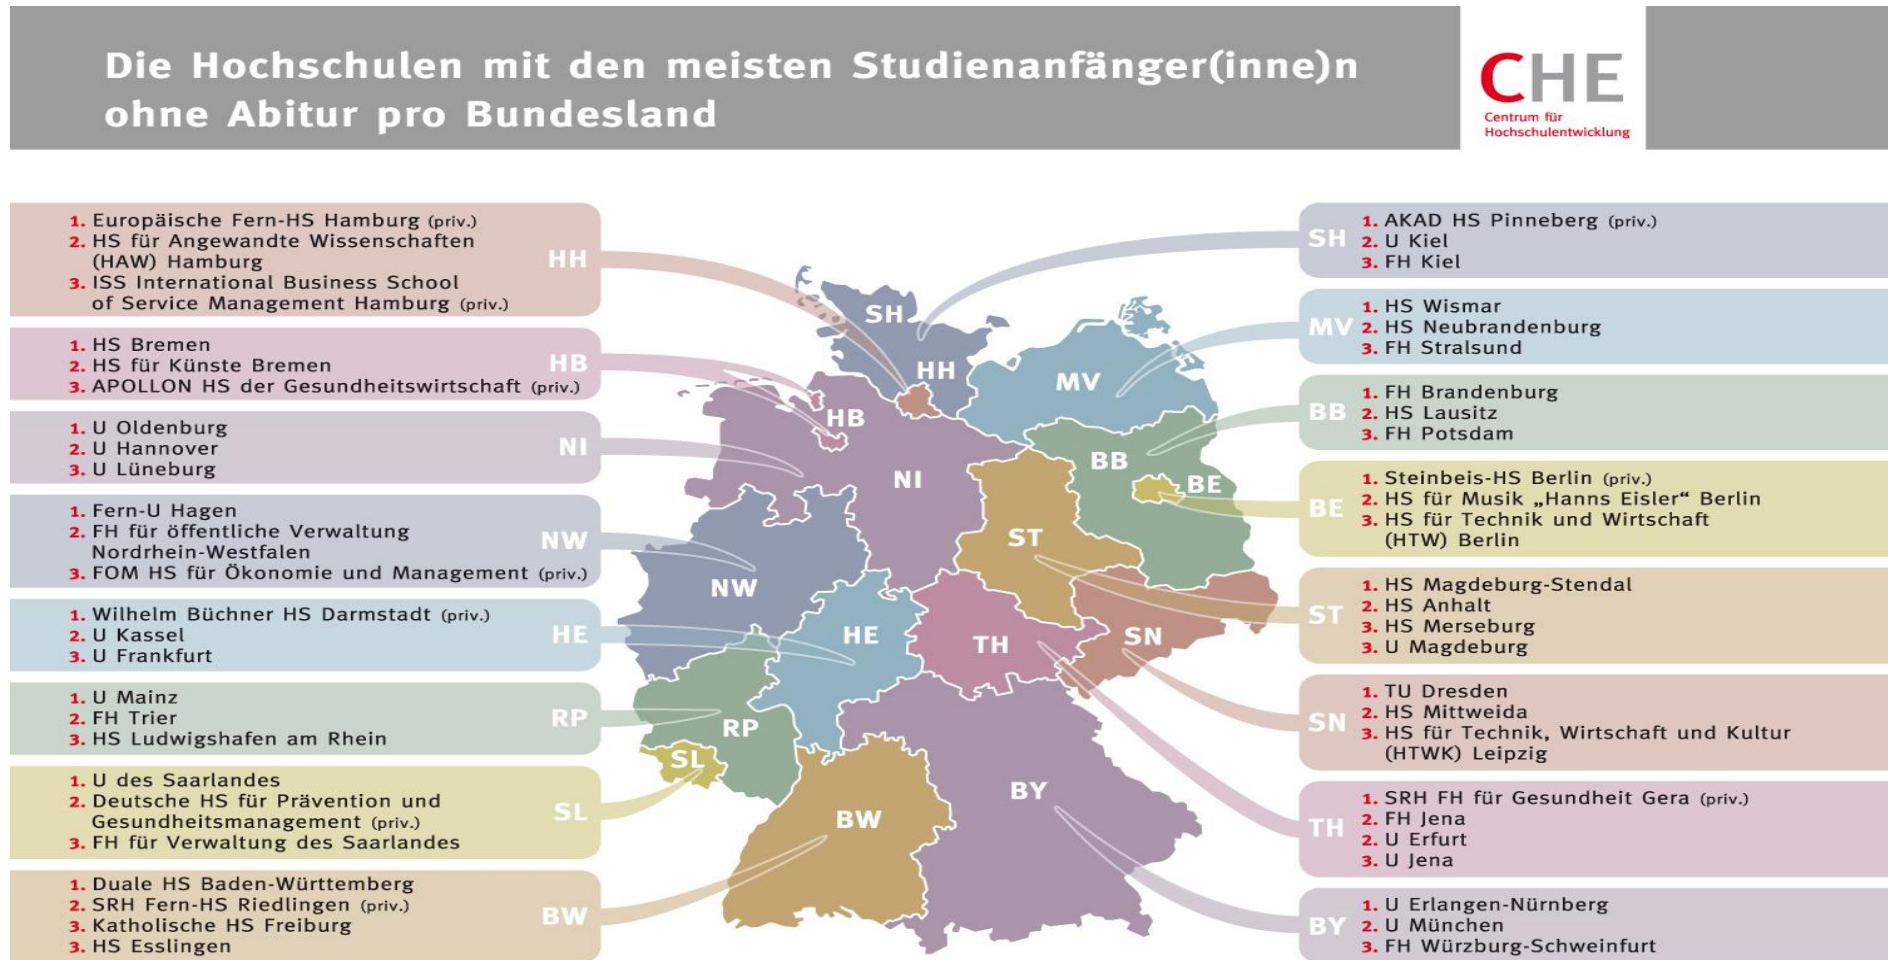 Die Hochschulen mit den meisten Studienanfänger(inne)n
ohne Abitur pro Bundesland
CHE
Centrum für
Hochschulentwicklung
1. Europäische Fern-HS Hamburg (priv.)
2. HS für Angewandte Wissenschaften
(HAW) Hamburg
3. ISS International Business School
of Service Management Hamburg (priv.)
HH
1. HS Bremen
2. HS für Künste Bremen
3. APOLLON HS der Gesundheitswirtschaft (priv.)
HB
1. U Oldenburg
2. U Hannover
3. U Lüneburg
NI
1. Fern-U Hagen
2. FH für öffentliche Verwaltung
Nordrhein-Westfalen
3. FOM HS für Ökonomie und Management (priv.)
NW
1. Wilhelm Büchner HS Darmstadt (priv.)
2. U Kassel
3. U Frankfurt
HE
1. U Mainz
2. FH Trier
3. HS Ludwigshafen am Rhein
RP
1. U des Saarlandes
2. Deutsche HS für Prävention und
Gesundheitsmanagement (priv.)
3. FH für Verwaltung des Saarlandes
SL
1. Duale HS Baden-Württemberg
2. SRH Fern-HS Riedlingen (priv.)
3. Katholische HS Freiburg
3. HS Esslingen
BW
SH
HH
MV
HB
NI
BB
BE
ST
NW
HE
TH
SN
RP
SL
BW
BY
SH
1. AKAD HS Pinneberg (priv.)
2. U Kiel
3. FH Kiel
MV
1. HS Wismar
2. HS Neubrandenburg
3. FH Stralsund
BB
1. FH Brandenburg
2. HS Lausitz
3. FH Potsdam
BE
1. Steinbeis-HS Berlin (priv.)
2. HS für Musik „Hanns Eisler“ Berlin
3. HS für Technik und Wirtschaft
(HTW) Berlin
ST
1. HS Magdeburg-Stendal
2. HS Anhalt
3. HS Merseburg
3. U Magdeburg
SN
1. TU Dresden
2. HS Mittweida
3. HS für Technik, Wirtschaft und Kultur
(HTWK) Leipzig
TH
1. SRH FH für Gesundheit Gera (priv.)
2. FH Jena
2. U Erfurt
3. U Jena
BY
1. U Erlangen-Nürnberg
2. U München
3. FH Würzburg-Schweinfurt